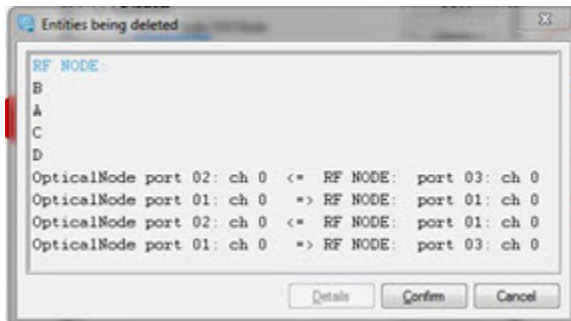 Entities being deleted
RF NODE:
B
A
C
D
OpticalNode port 02: ch 0 <= RF NODE: port 03: ch 0
OpticalNode port 01: ch 0 => RF NODE: port 01: ch 0
OpticalNode port 02: ch 0 <= RF NODE: port 01: ch 0
OpticalNode port 01: ch 0 => RF NODE: port 03: ch 0
Details Confirm Cancel